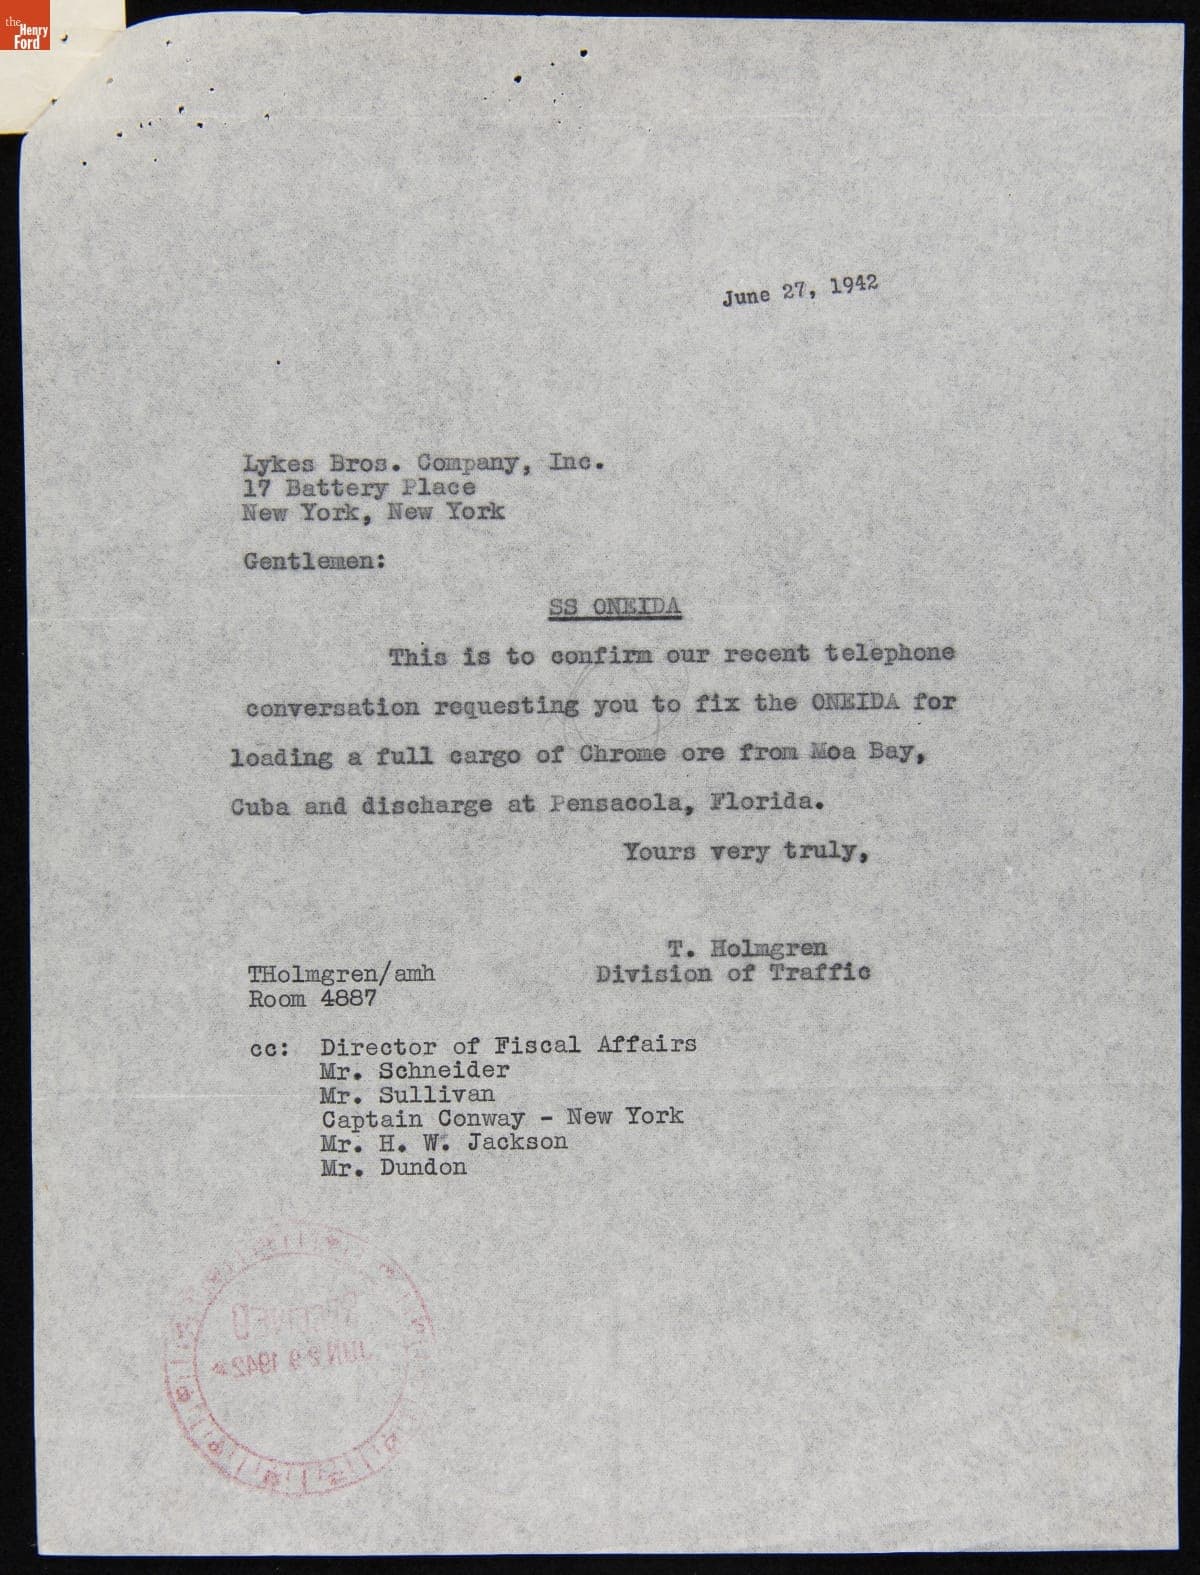 the
Henry
Ford
June 27, 1942
Lykes Bros. Company, Inc.
17 Battery Place
New York, New York
Gentlemen:
SS ONEIDA
This is to confirm our recent telephone
conversation requesting you to fix the ONEIDA for
loading a full cargo of Chrome ore from Moa Bay,
Cuba and discharge at Pensacola, Florida.
Yours very truly,
T. Holmgren
Division of Traffic
THolmgren/amh
Room 4887
cc: Director of Fiscal Affairs
Mr. Schneider
Mr. Sullivan
Captain Conway - New York
Mr. H. W. Jackson
Mr. Dundon
RECEIVED
JUN 29 1942